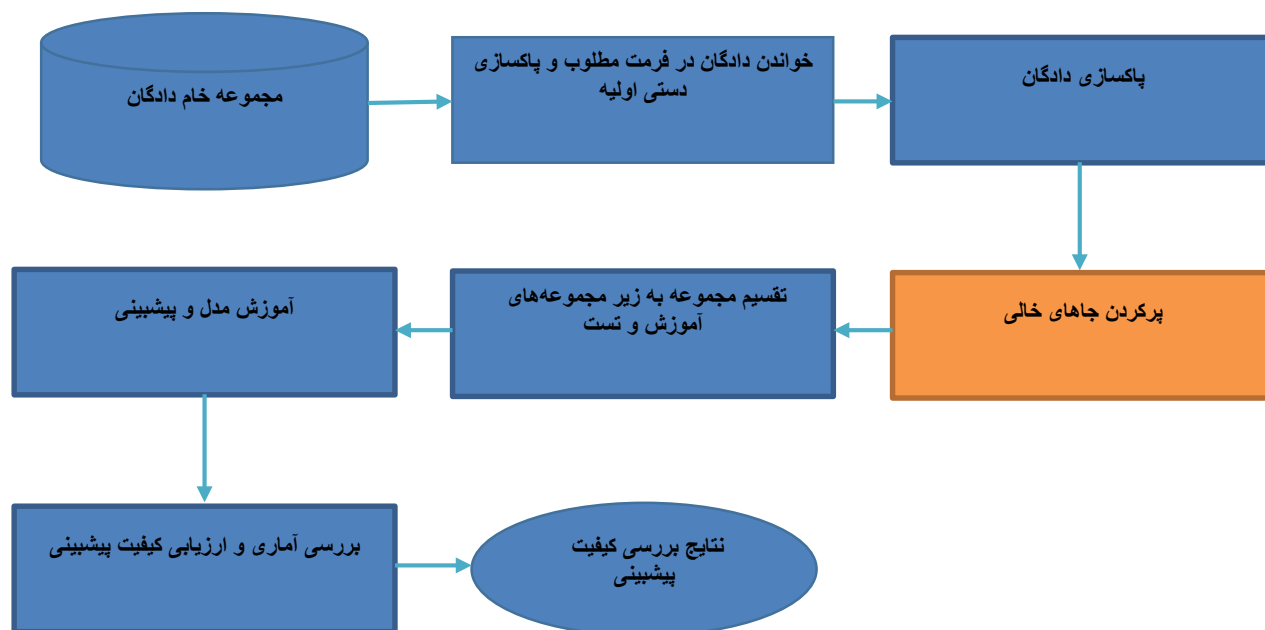 مجموعه خام دادگان
خواندن دادگان در فرمت مطلوب و پاکسازی
دستی اولیه
پاکسازی دادگان
پرکردن جاهای خالی
تقسیم مجموعه به زیر مجموعه‌های
آموزش و تست
آموزش مدل و پیشبینی
بررسی آماری و ارزیابی کیفیت پیشبینی
نتایج بررسی کیفیت
پیشبینی